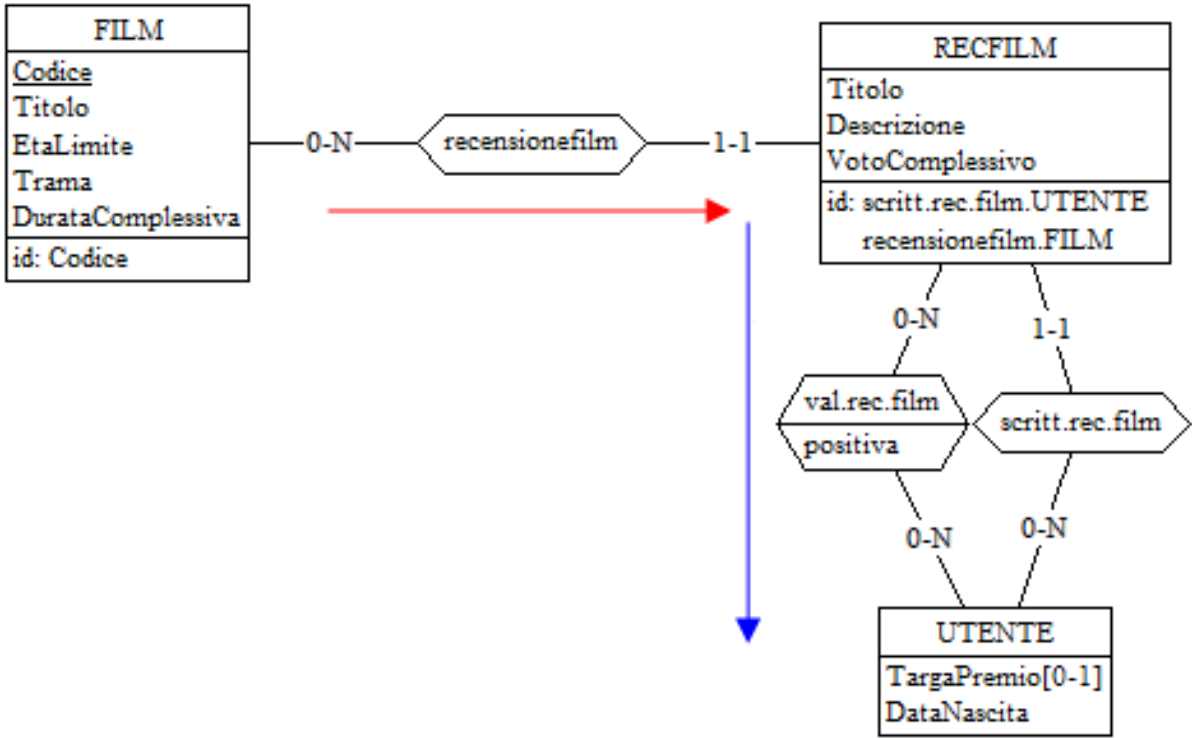 FILM
Codice
Titolo
EtaLimite
Trama
DurataComplessiva
id: Codice
0-N
recensionefilm
1-1
RECFILM
Titolo
Descrizione
VotoComplessivo
id: scritt.rec.film.UTENTE
recensionefilm.FILM
0-N
1-1
val.rec.film
positiva
scritt.rec.film
0-N
0-N
UTENTE
TargaPremio[0-1]
DataNascita